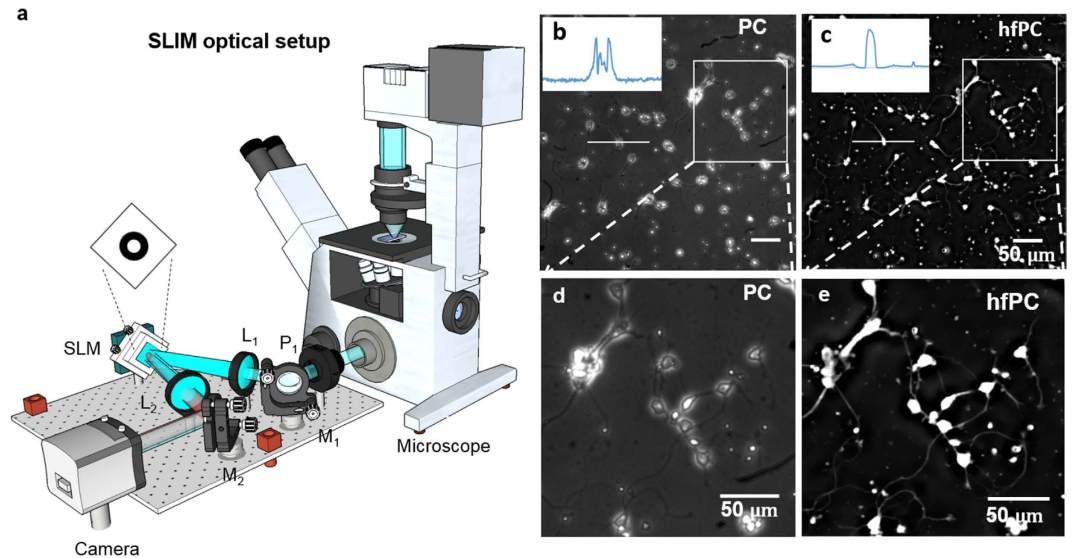 a
SLIM optical setup
SLM
L1
P1
L2
M1
M2
Microscope
Camera
b
PC
c
hfPC
50 μm
d
PC
50 μm
e
hfPC
50 μm